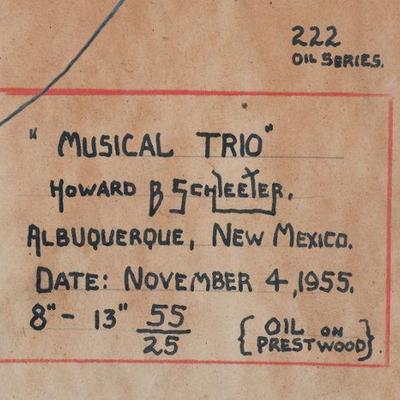 222
OIL SERIES.
"MUSICAL TRIO"
HOWARD B SCHLEETER.
ALBUQUERQUE, NEW MEXICO.
DATE: NOVEMBER 4, 1955.
8" - 13" 55/25 {OIL ON PRESTWOOD}.